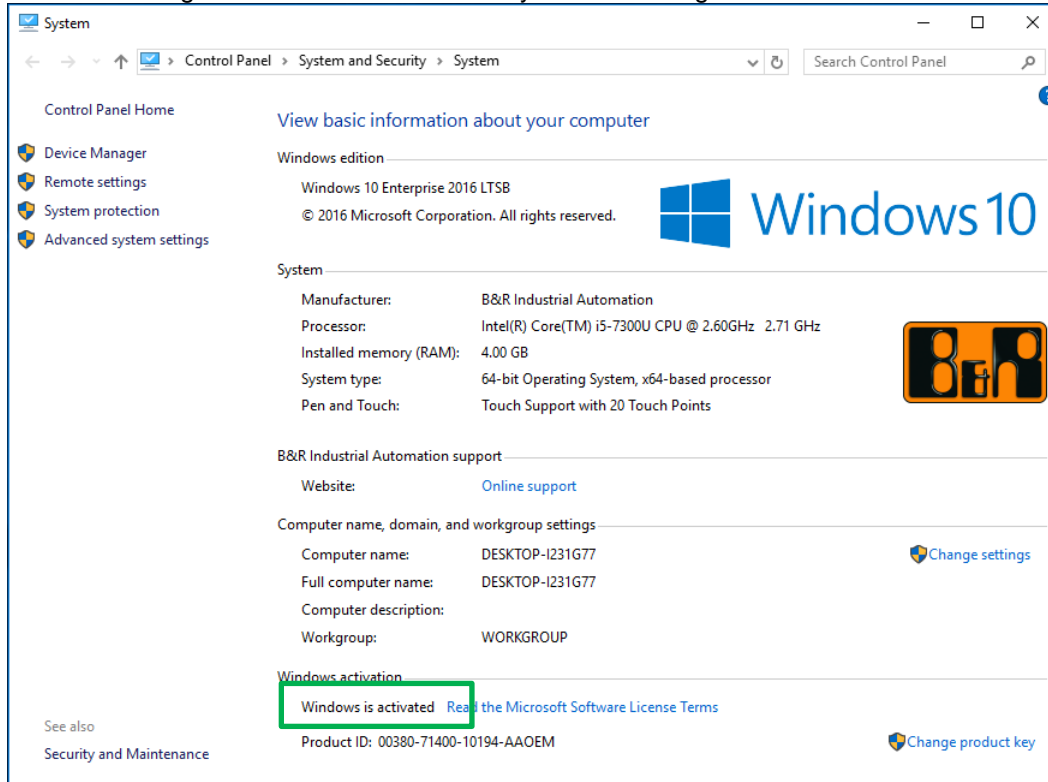 System
Control Panel > System and Security > System
Search Control Panel
Control Panel Home
Device Manager
Remote settings
System protection
Advanced system settings
View basic information about your computer
Windows edition
Windows 10 Enterprise 2016 LTSB
© 2016 Microsoft Corporation. All rights reserved.
Windows 10
System
Manufacturer: B&R Industrial Automation
Processor: Intel(R) Core(TM) i5-7300U CPU @ 2.60GHz 2.71 GHz
Installed memory (RAM): 4.00 GB
System type: 64-bit Operating System, x64-based processor
Pen and Touch: Touch Support with 20 Touch Points
B&R
B&R Industrial Automation support
Website: Online support
Computer name, domain, and workgroup settings
Computer name: DESKTOP-I231G77
Change settings
Full computer name: DESKTOP-I231G77
Computer description:
Workgroup: WORKGROUP
Windows activation
Windows is activated Read the Microsoft Software License Terms
Product ID: 00380-71400-10194-AAOEM
Change product key
See also
Security and Maintenance